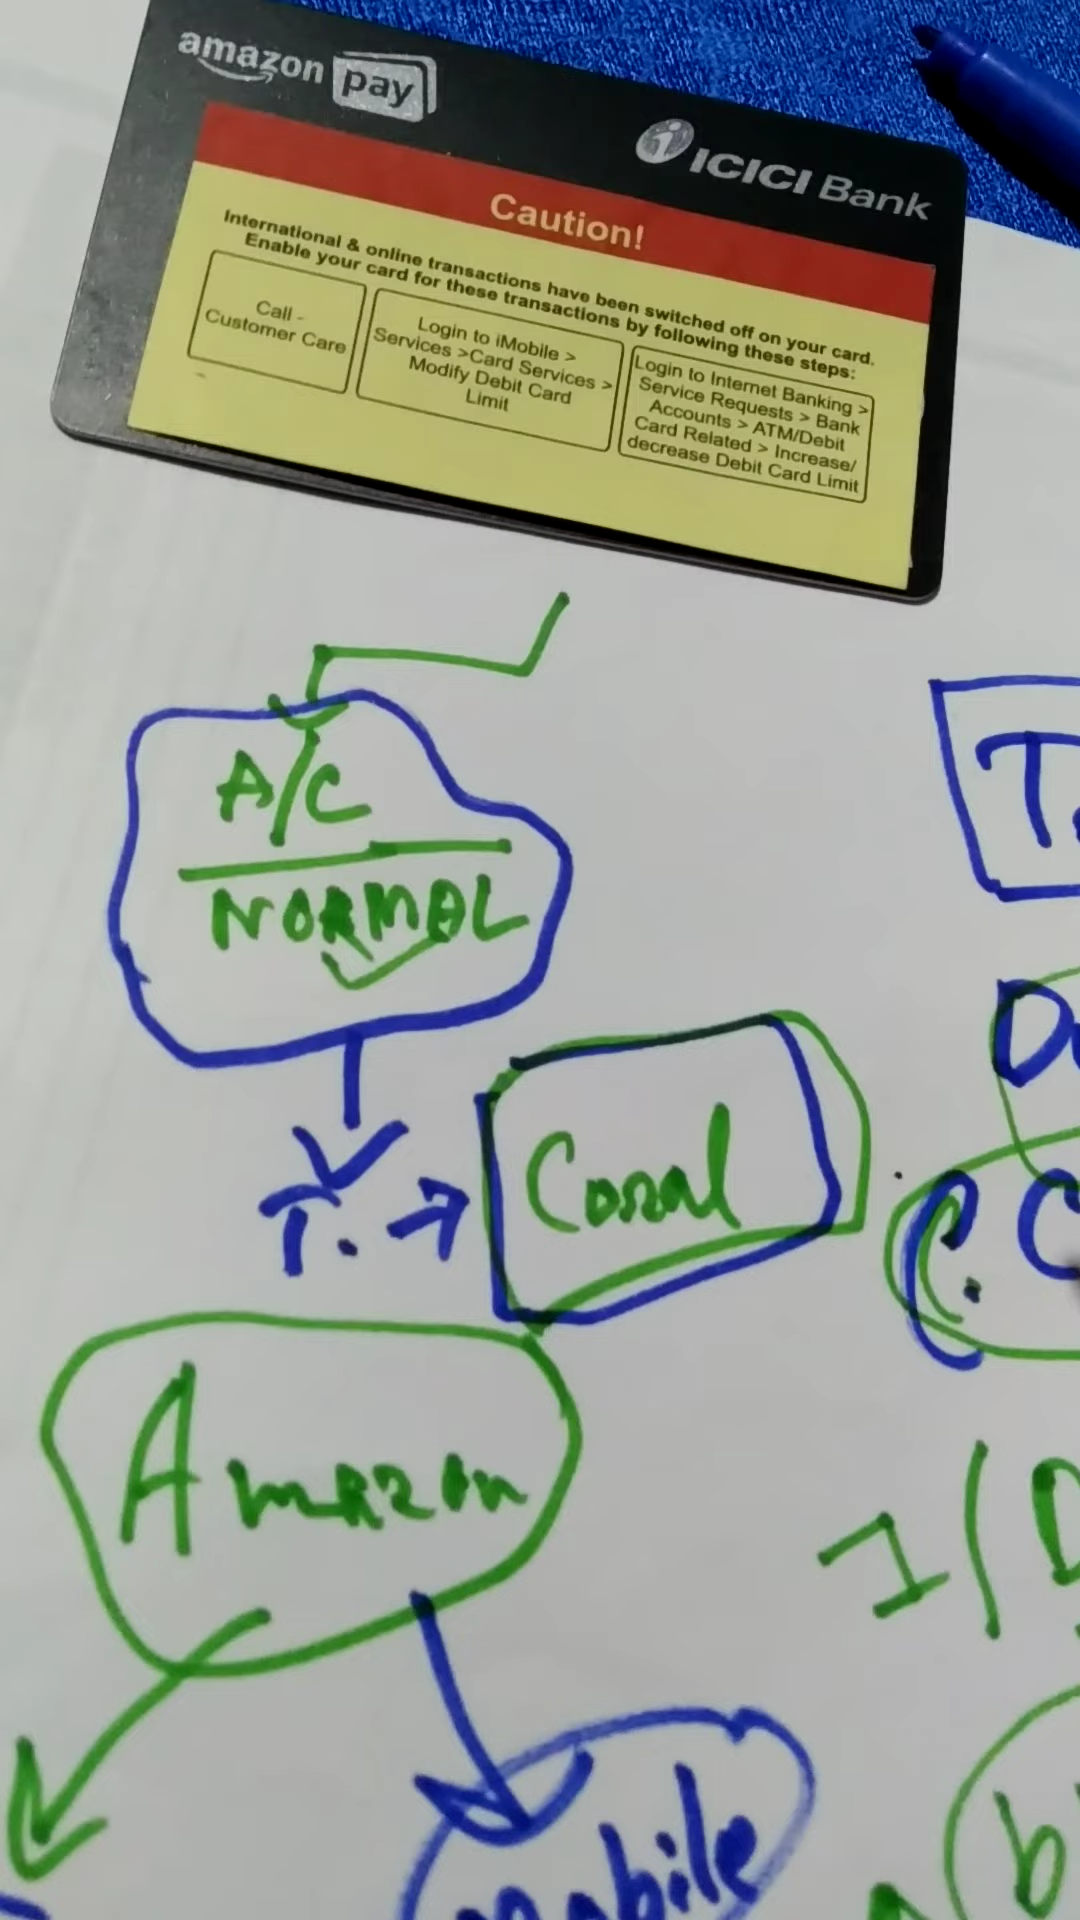 amazon pay
ICICI Bank
Caution!
International & online transactions have been switched off on your card.
Enable your card for these transactions by following these steps:
Call -
Customer Care
Login to iMobile >
Services >Card Services >
Modify Debit Card
Limit
Login to Internet Banking >
Service Requests > Bank
Accounts > ATM/Debit
Card Related > Increase/
decrease Debit Card Limit
A/C
NORMAL
T. →
Coral
C. C
Amazon
1/D
mobile